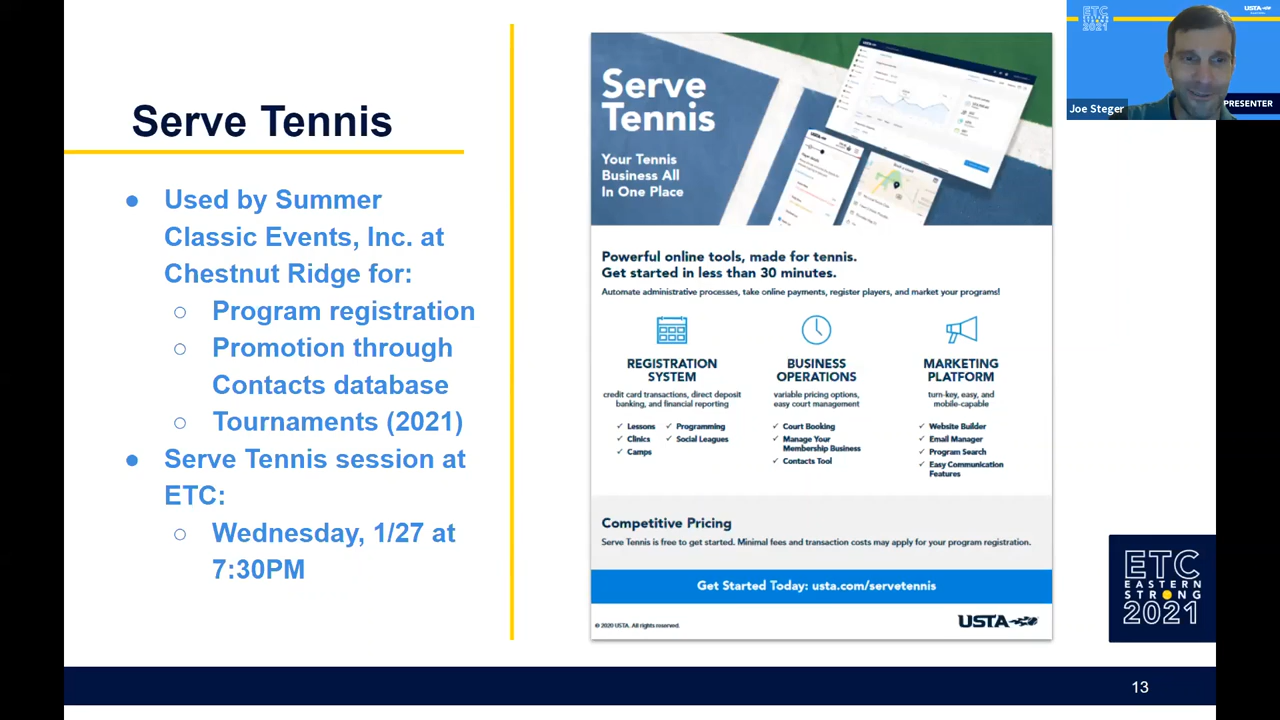 Serve Tennis
● Used by Summer
Classic Events, Inc. at
Chestnut Ridge for:
○ Program registration
○ Promotion through
Contacts database
○ Tournaments (2021)
● Serve Tennis session at
ETC:
○ Wednesday, 1/27 at
7:30PM
Serve
Tennis
Your Tennis
Business All
In One Place
Powerful online tools, made for tennis.
Get started in less than 30 minutes.
Automate administrative processes, take online payments, register players, and market your programs!
REGISTRATION
SYSTEM
credit card transactions, direct deposit
banking, and financial reporting
✓ Lessons ✓ Programming
✓ Clinics ✓ Social Leagues
✓ Camps
BUSINESS
OPERATIONS
variable pricing options,
easy court management
✓ Court Booking
✓ Manage Your
Membership Business
✓ Contacts Tool
MARKETING
PLATFORM
turn-key, easy, and
mobile-capable
✓ Website Builder
✓ Email Manager
✓ Program Search
✓ Easy Communication
Features
Competitive Pricing
Serve Tennis is free to get started. Minimal fees and transaction costs may apply for your program registration.
Get Started Today: usta.com/servetennis
© 2020 USTA. All rights reserved.
USTA
ETC
2021
USTA
Joe Steger
PRESENTER
ETC
EASTERN
STRONG
2021
13